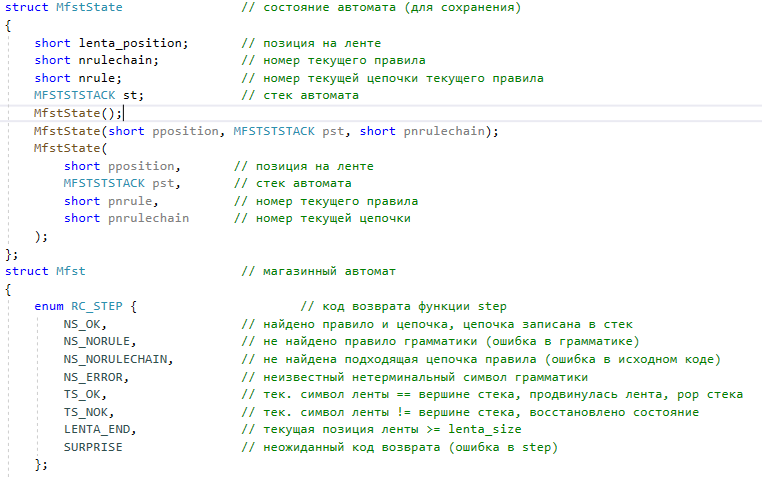 struct MfstState // состояние автомата (для сохранения)
{
short lenta_position; // позиция на ленте
short nrulechain; // номер текущего правила
short nrule; // номер текущей цепочки текущего правила
MFSTSTSTACK st; // стек автомата
MfstState();
MfstState(short pposition, MFSTSTSTACK pst, short pnrulechain);
MfstState(
short pposition, // позиция на ленте
MFSTSTSTACK pst, // стек автомата
short pnrule, // номер текущего правила
short pnrulechain // номер текущей цепочки
);
};
struct Mfst // магазинный автомат
{
enum RC_STEP { // код возврата функции step
NS_OK, // найдено правило и цепочка, цепочка записана в стек
NS_NORULE, // не найдено правило грамматики (ошибка в грамматике)
NS_NORULECHAIN, // не найдена подходящая цепочка правила (ошибка в исходном коде)
NS_ERROR, // неизвестный нетерминальный символ грамматики
TS_OK, // тек. символ ленты == вершине стека, продвинулась лента, pop стека
TS_NOK, // тек. символ ленты != вершине стека, восстановлено состояние
LENTA_END, // текущая позиция ленты >= lenta_size
SURPRISE // неожиданный код возврата (ошибка в step)
};